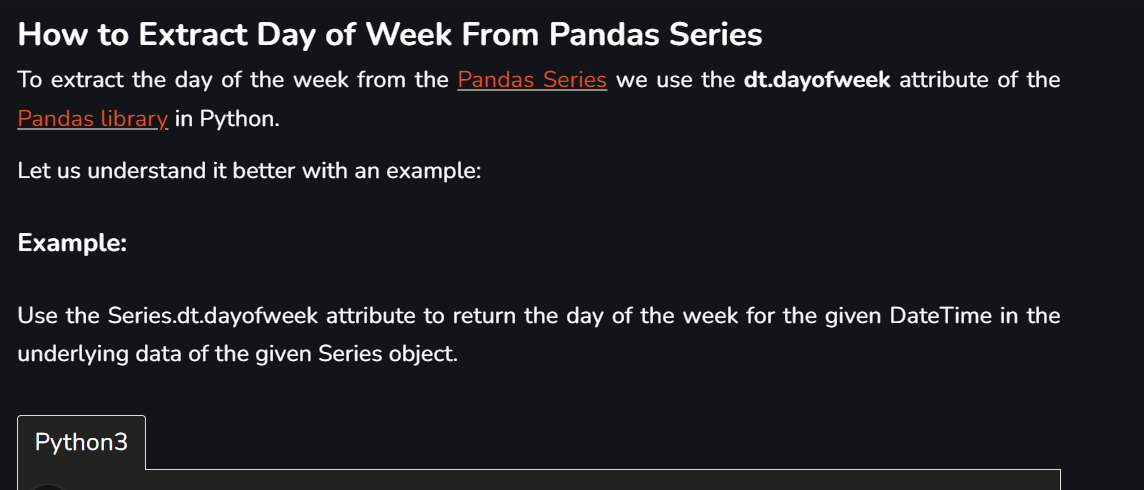 How to Extract Day of Week From Pandas Series
To extract the day of the week from the Pandas Series we use the dt.dayofweek attribute of the
Pandas library in Python.
Let us understand it better with an example:
Example:
Use the Series.dt.dayofweek attribute to return the day of the week for the given DateTime in the
underlying data of the given Series object.
Python3